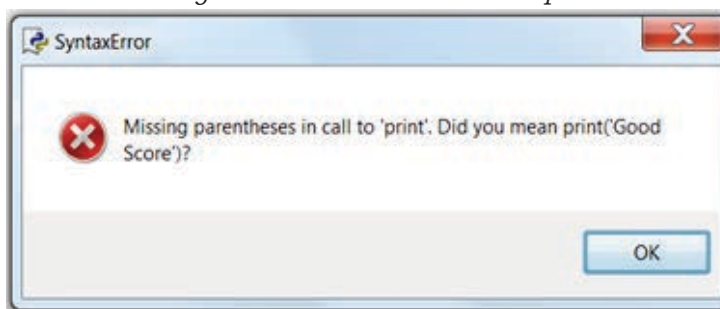 SyntaxError
Missing parentheses in call to 'print'. Did you mean print('Good
Score')?
OK